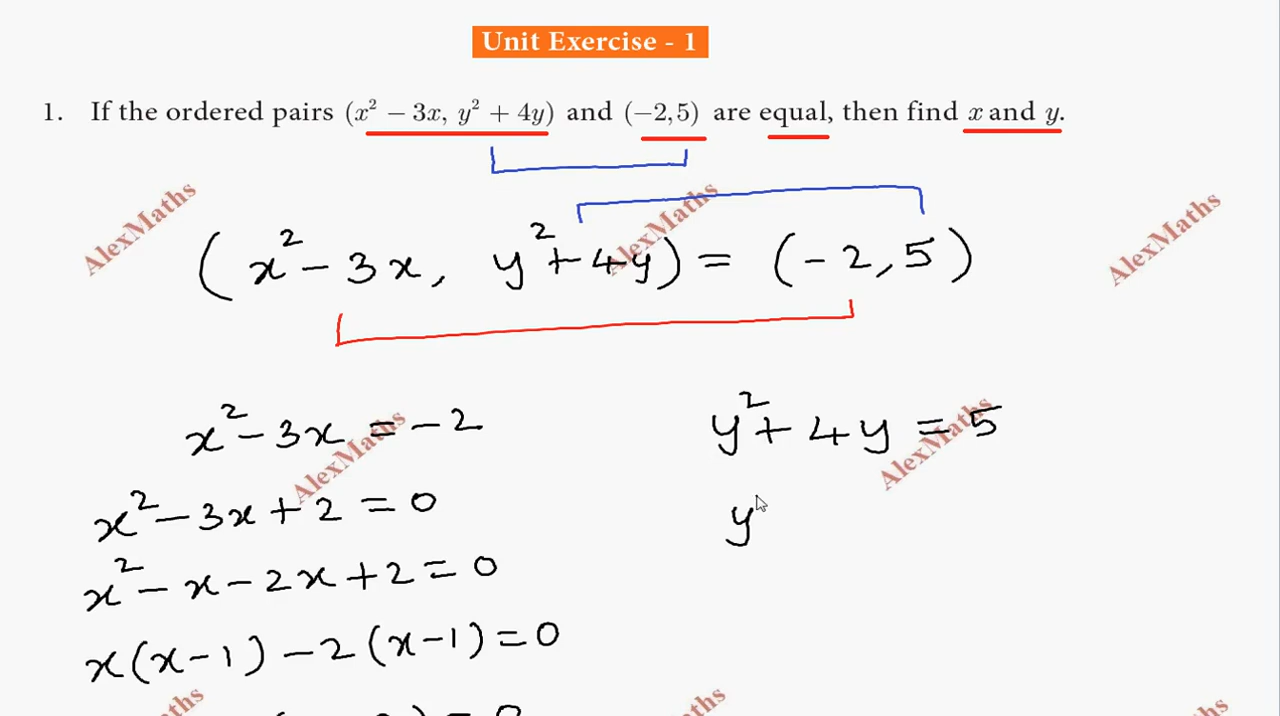 Unit Exercise - 1
1. If the ordered pairs (x² − 3x, y² + 4y) and (−2,5) are equal, then find x and y.
AlexMaths AlexMaths AlexMaths
(x² − 3x, y² + 4y) = (−2, 5)
x² − 3x = −2 y² + 4y = 5
AlexMaths AlexMaths
x² − 3x + 2 = 0 y
x² − x − 2x + 2 = 0
x(x−1) − 2(x−1) = 0